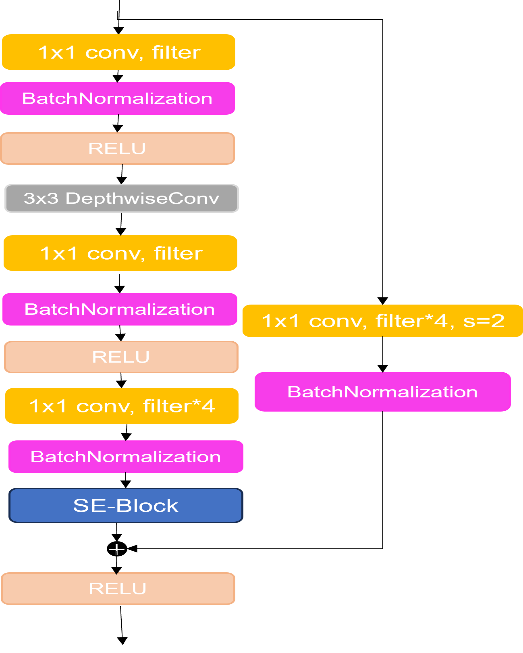 1x1 conv, filter
BatchNormalization
RELU
3x3 DepthwiseConv
1x1 conv, filter
BatchNormalization
RELU
1x1 conv, filter*4
BatchNormalization
SE-Block
RELU
1x1 conv, filter*4, s=2
BatchNormalization